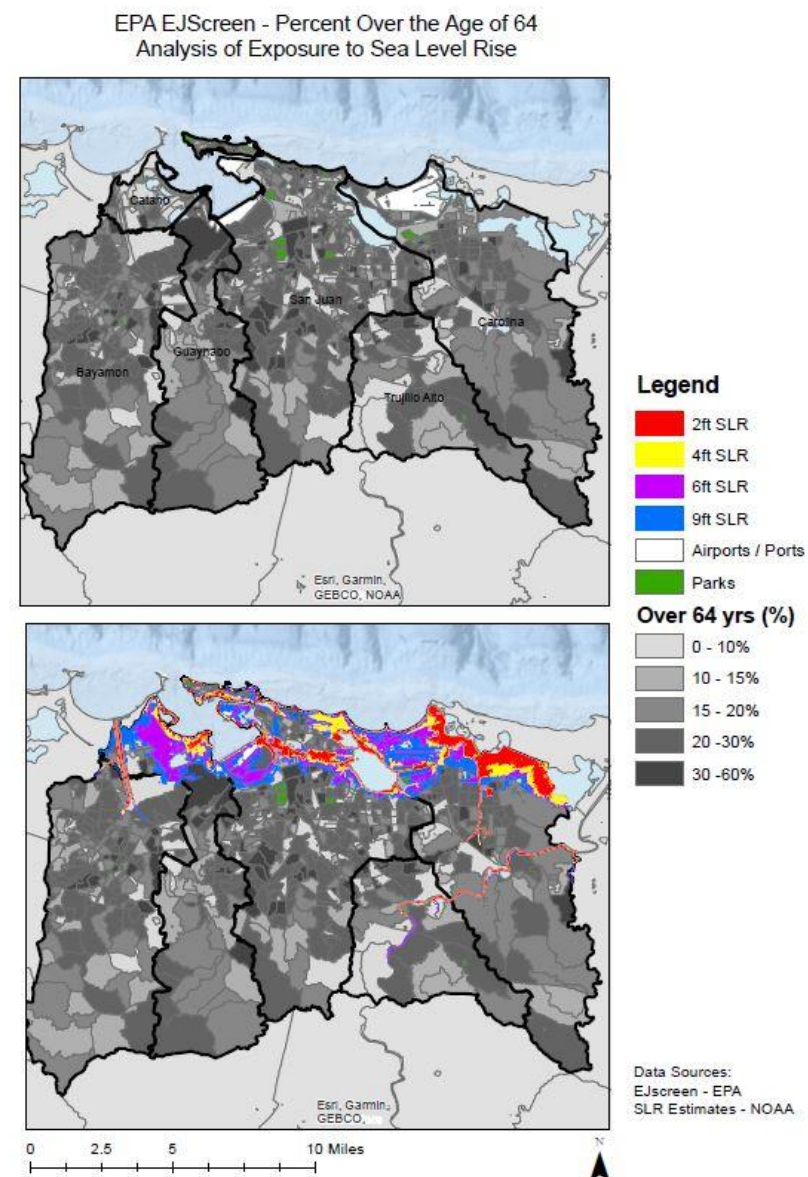 EPA EJScreen - Percent Over the Age of 64
Analysis of Exposure to Sea Level Rise
Catano
San Juan
Carolina
Guaynabo
Bayamon
Trujillo Alto
Esri, Garmin,
GEBCO, NOAA
Legend
2ft SLR
4ft SLR
6ft SLR
9ft SLR
Airports / Ports
Parks
Over 64 yrs (%)
0 - 10%
10 - 15%
15 - 20%
20 -30%
30 -60%
Esri, Garmin,
GEBCO,
Data Sources:
EJscreen - EPA
SLR Estimates - NOAA
0 2.5 5 10 Miles
N